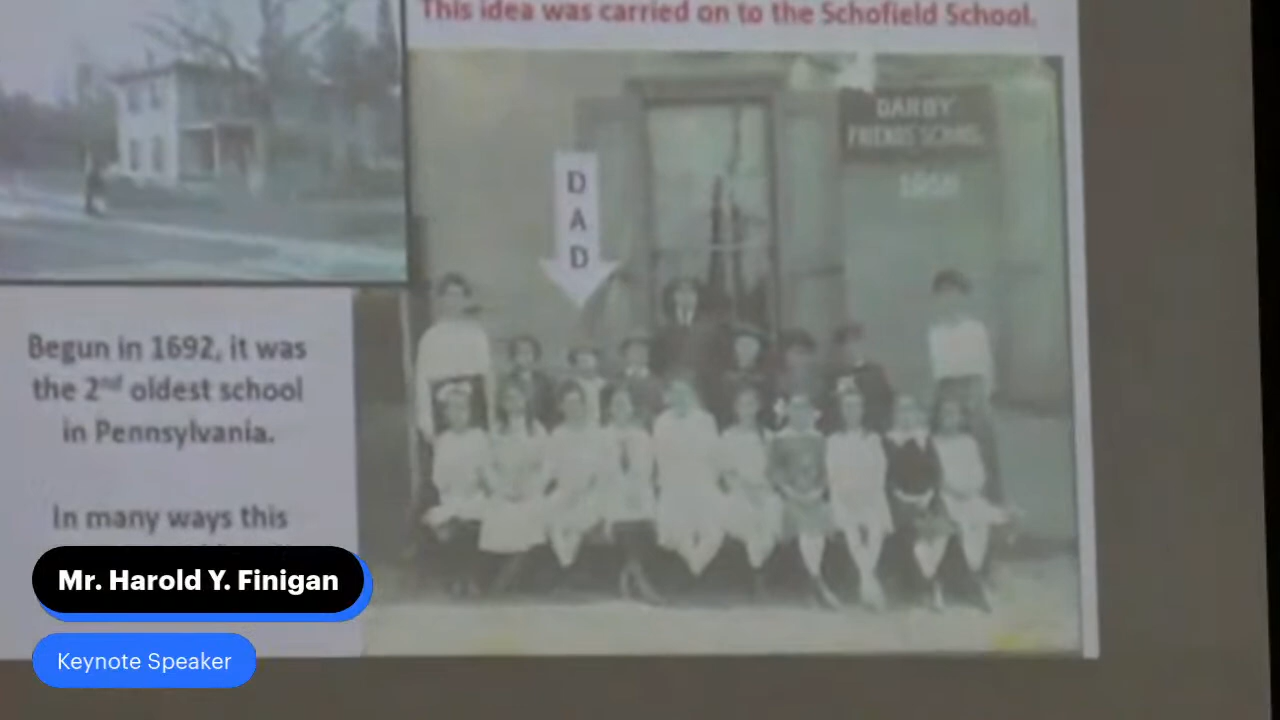 This idea was carried on to the Schofield School.
DARBY
FRIENDS SCHOOL
DAD
Begun in 1692, it was
the 2nd oldest school
in Pennsylvania.
In many ways this
Mr. Harold Y. Finigan
Keynote Speaker